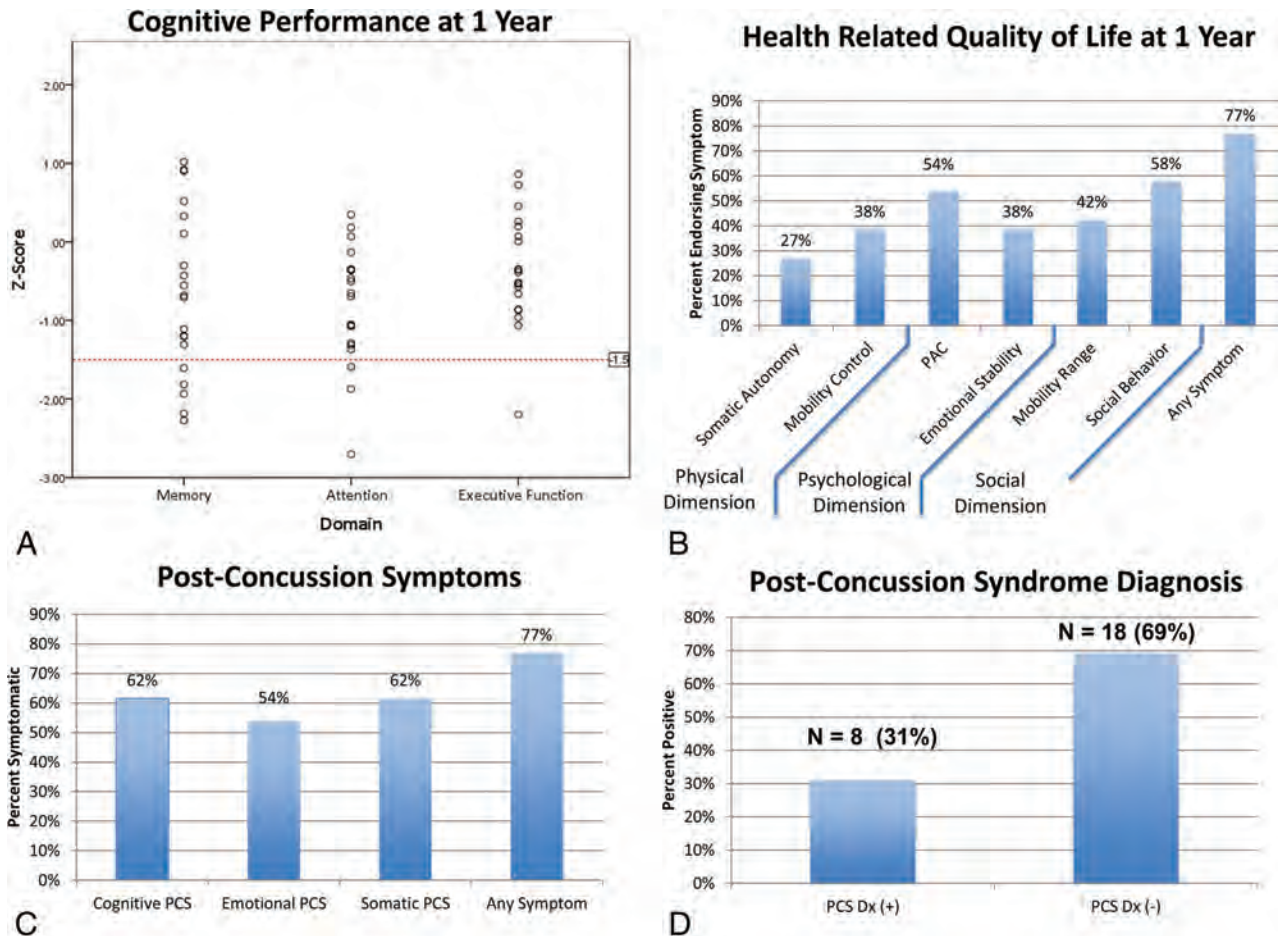 Cognitive Performance at 1 Year
2.00
1.00
.00
-1.00
-2.00
-3.00
Z-Score
-1.5
Memory
Attention
Executive Function
Domain
A
Health Related Quality of Life at 1 Year
Percent Endorsing Symptom
90%
80%
70%
60%
50%
40%
30%
20%
10%
0%
27%
38%
54%
38%
42%
58%
77%
Somatic Autonomy
Mobility Control
PAC
Emotional Stability
Mobility Range
Social Behavior
Any Symptom
Physical
Dimension
Psychological
Dimension
Social
Dimension
B
Post-Concussion Symptoms
Percent Symptomatic
90%
80%
70%
60%
50%
40%
30%
20%
10%
0%
62%
54%
62%
77%
Cognitive PCS
Emotional PCS
Somatic PCS
Any Symptom
C
Post-Concussion Syndrome Diagnosis
Percent Positive
80%
70%
60%
50%
40%
30%
20%
10%
0%
N = 8 (31%)
N = 18 (69%)
PCS Dx (+)
PCS Dx (-)
D